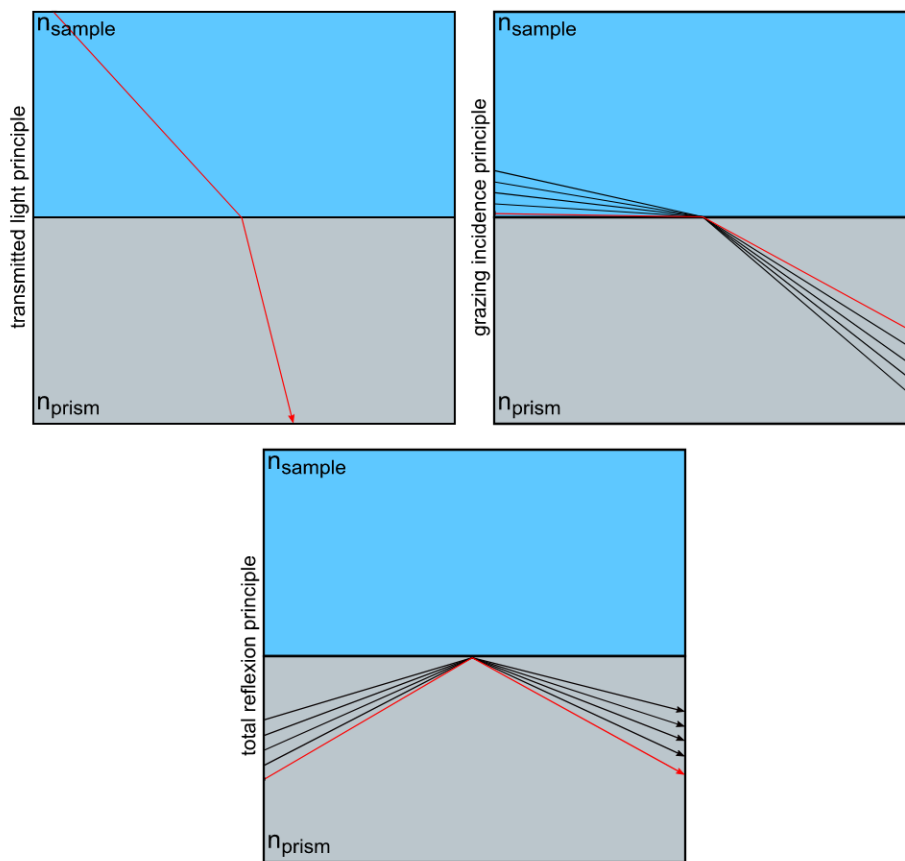 transmitted light principle
nsample
nprism
grazing incidence principle
nsample
nprism
total reflexion principle
nsample
nprism